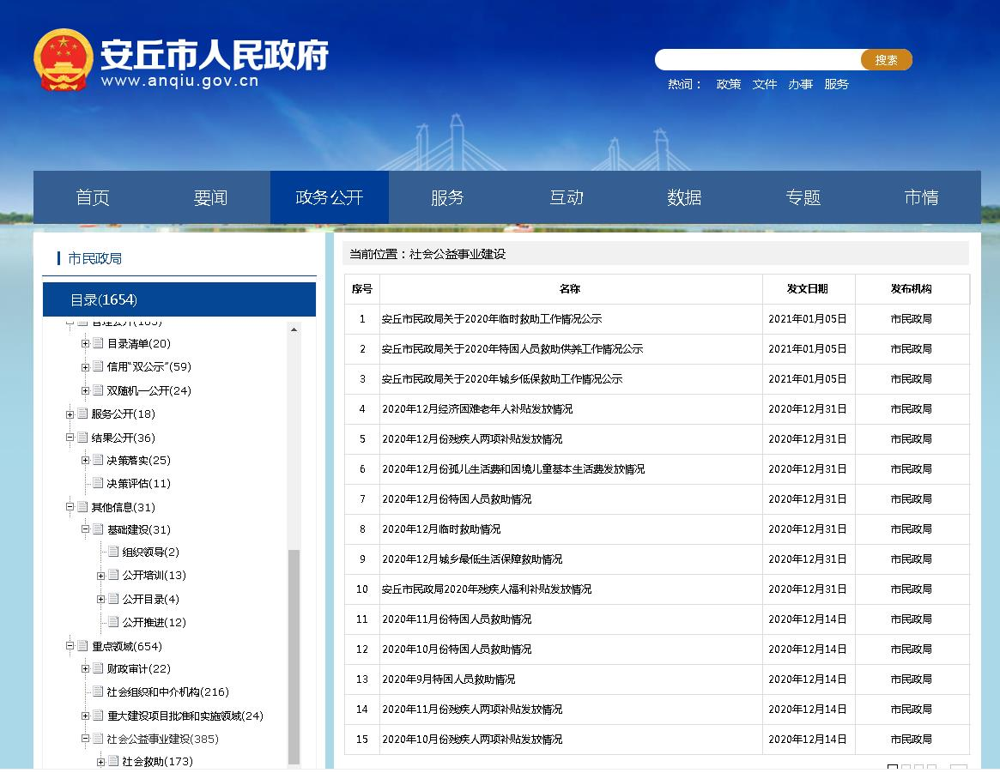 安丘市人民政府
www.anqiu.gov.cn
搜索
热词： 政策 文件 办事 服务
首页 要闻 政务公开 服务 互动 数据 专题 市情
市民政局
目录(1654)
目录清单(20)
信用“双公示”(59)
双随机一公开(24)
服务公开(18)
结果公开(36)
决策落实(25)
决策评估(11)
其他信息(31)
基础建设(31)
组织领导(2)
公开培训(13)
公开目录(4)
公开推进(12)
重点领域(654)
财政审计(22)
社会组织和中介机构(216)
重大建设项目批准和实施领域(24)
社会公益事业建设(385)
社会救助(173)
当前位置：社会公益事业建设
序号 名称 发文日期 发布机构
1 安丘市民政局关于2020年临时救助工作情况公示 2021年01月05日 市民政局
2 安丘市民政局关于2020年特困人员救助供养工作情况公示 2021年01月05日 市民政局
3 安丘市民政局关于2020年城乡低保救助工作情况公示 2021年01月05日 市民政局
4 2020年12月经济困难老年人补贴发放情况 2020年12月31日 市民政局
5 2020年12月份残疾人两项补贴发放情况 2020年12月31日 市民政局
6 2020年12月份孤儿生活费和困境儿童基本生活费发放情况 2020年12月31日 市民政局
7 2020年12月份特困人员救助情况 2020年12月31日 市民政局
8 2020年12月临时救助情况 2020年12月31日 市民政局
9 2020年12月城乡最低生活保障救助情况 2020年12月31日 市民政局
10 安丘市民政局2020年残疾人福利补贴发放情况 2020年12月31日 市民政局
11 2020年11月份特困人员救助情况 2020年12月14日 市民政局
12 2020年10月份特困人员救助情况 2020年12月14日 市民政局
13 2020年9月特困人员救助情况 2020年12月14日 市民政局
14 2020年11月份残疾人两项补贴发放情况 2020年12月14日 市民政局
15 2020年10月份残疾人两项补贴发放情况 2020年12月14日 市民政局